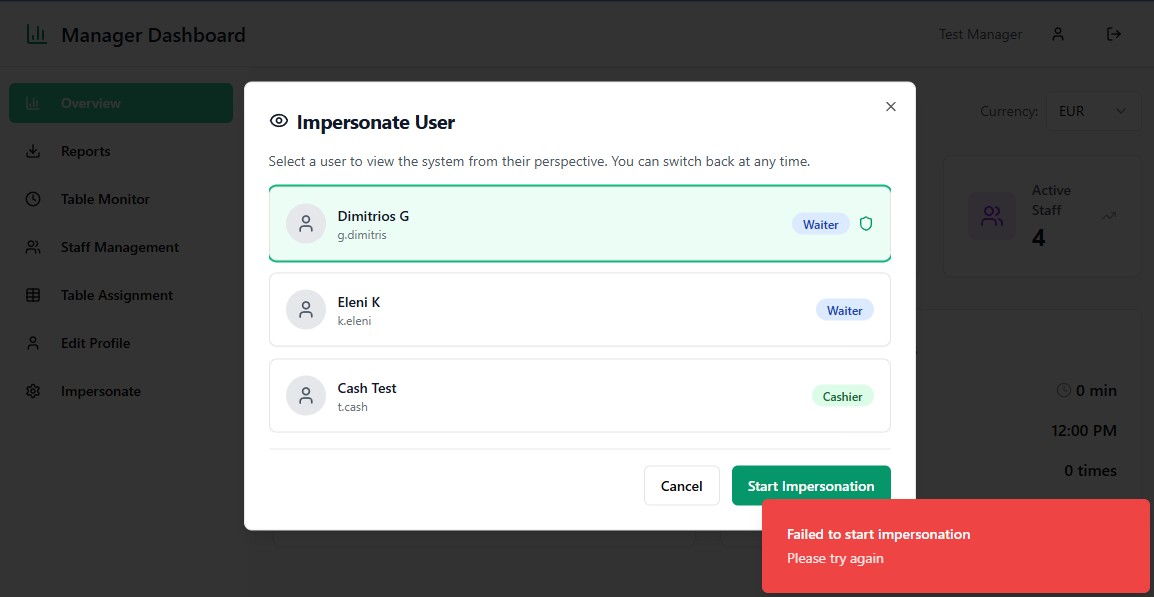 Manager Dashboard
Test Manager
Overview
Reports
Table Monitor
Staff Management
Table Assignment
Edit Profile
Impersonate
Currency:
EUR
Active
Staff
4
0 min
12:00 PM
0 times
Impersonate User
Select a user to view the system from their perspective. You can switch back at any time.
Dimitrios G
g.dimitris
Waiter
Eleni K
k.eleni
Waiter
Cash Test
t.cash
Cashier
Cancel
Start Impersonation
Failed to start impersonation
Please try again